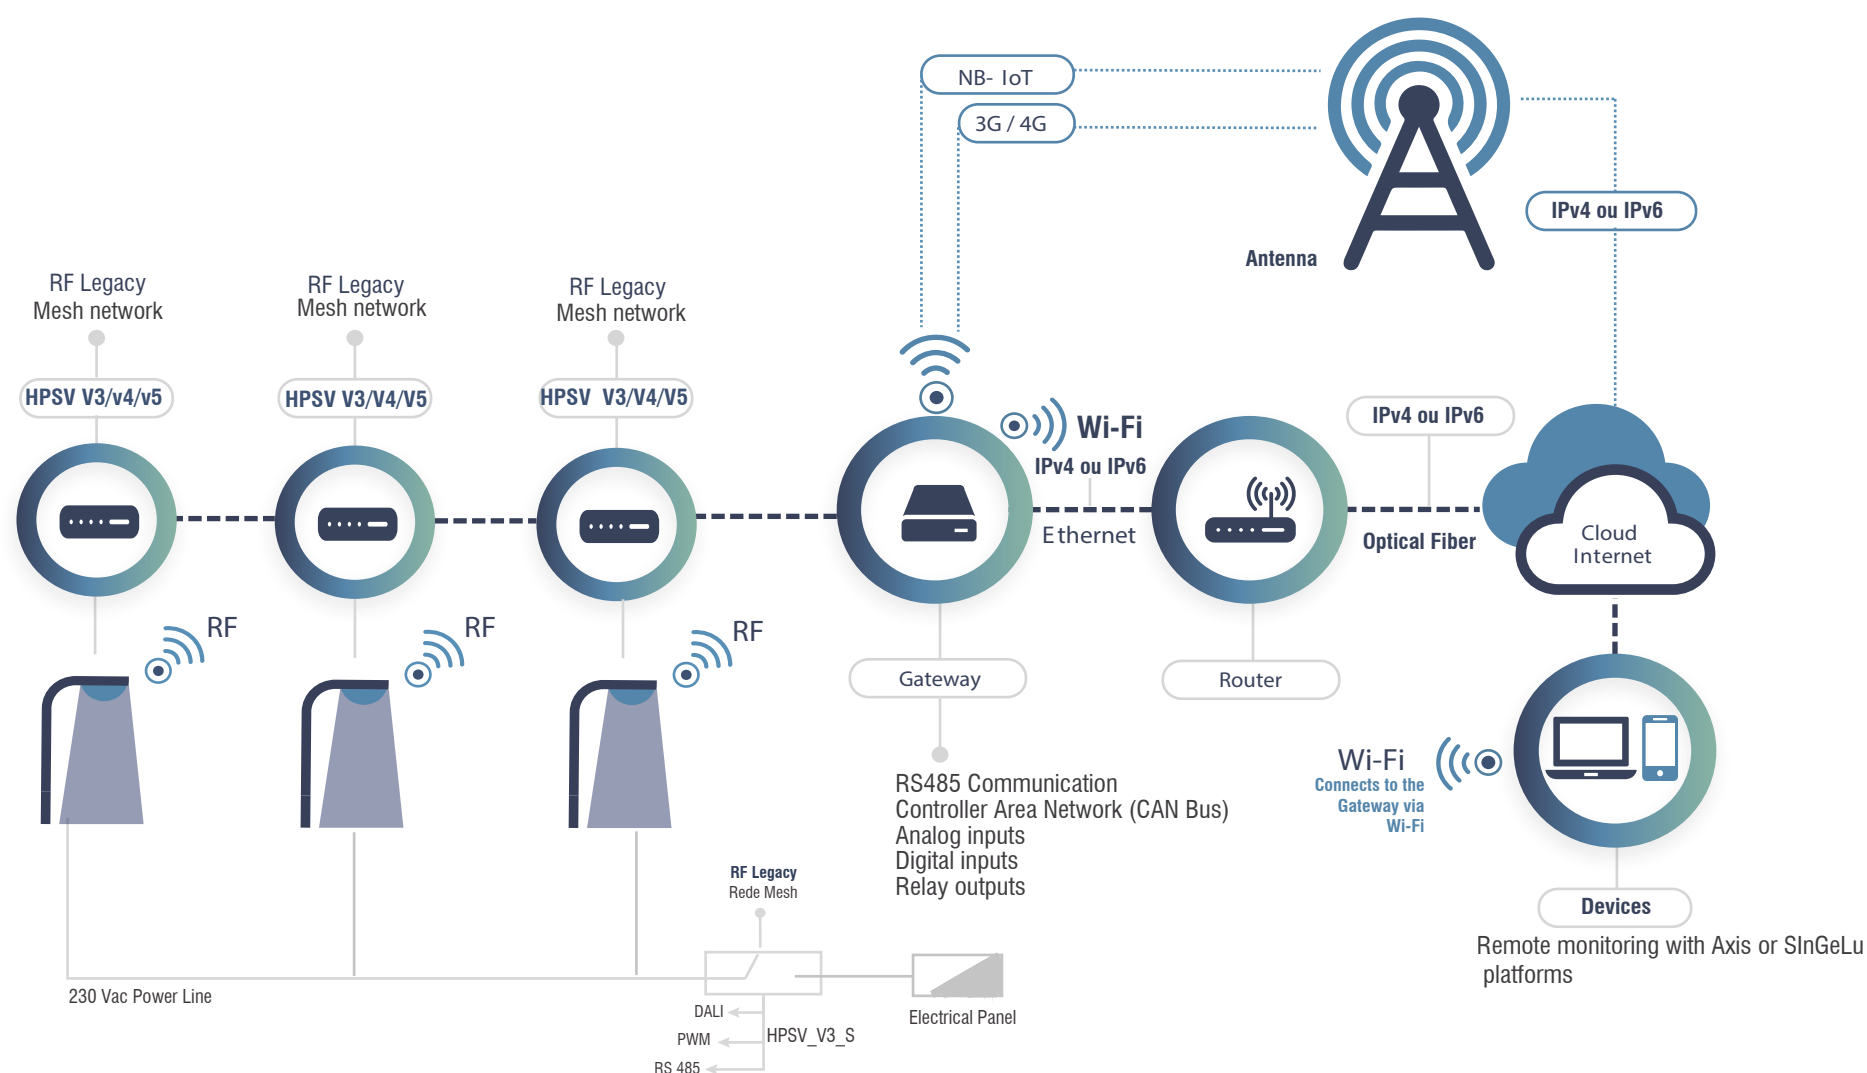 NB- IoT
3G / 4G
IPv4 ou IPv6
Antenna
RF Legacy
Mesh network
RF Legacy
Mesh network
RF Legacy
Mesh network
HPSV V3/v4/v5
HPSV V3/V4/V5
HPSV V3/V4/V5
Wi-Fi
IPv4 ou IPv6
Ethernet
IPv4 ou IPv6
Optical Fiber
Cloud
Internet
RF
RF
RF
Gateway
Router
RS485 Communication
Controller Area Network (CAN Bus)
Analog inputs
Digital inputs
Relay outputs
Wi-Fi
Connects to the
Gateway via
Wi-Fi
Devices
Remote monitoring with Axis or SInGeLu
platforms
RF Legacy
Rede Mesh
230 Vac Power Line
DALI
PWM
RS 485
HPSV_V3_S
Electrical Panel